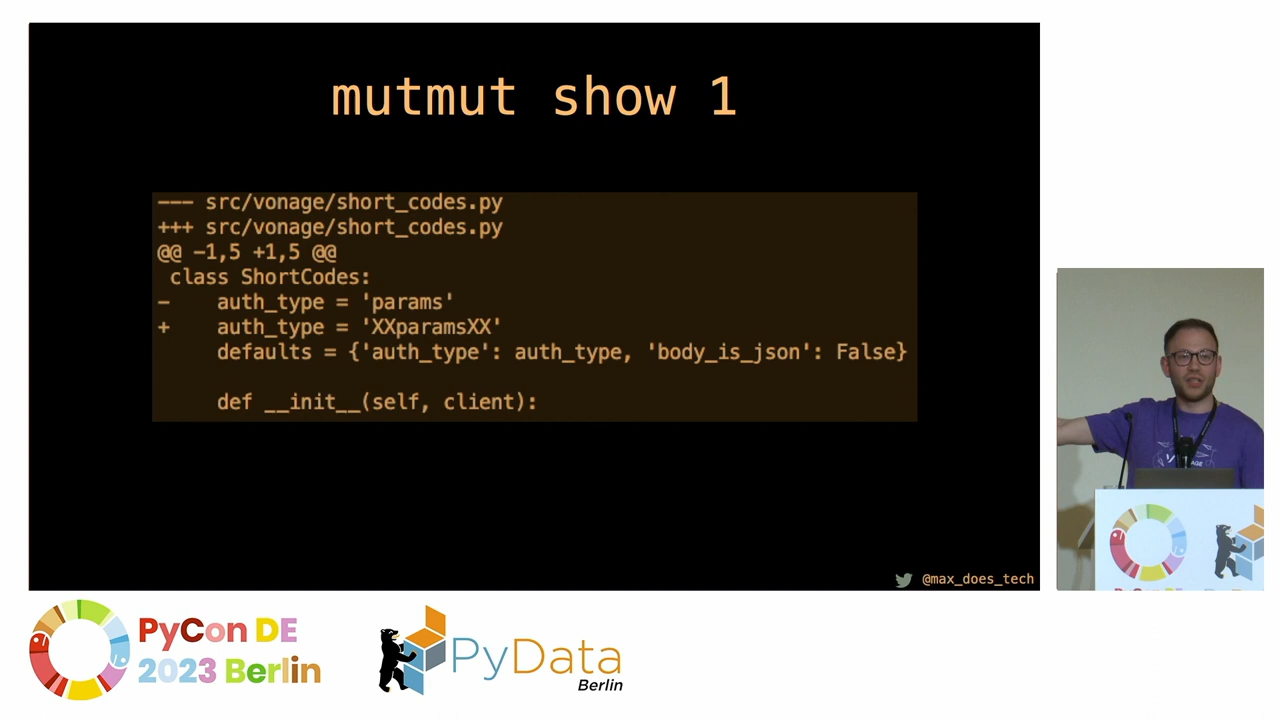 mutmut show 1
--- src/vonage/short_codes.py
+++ src/vonage/short_codes.py
@@ -1,5 +1,5 @@
 class ShortCodes:
-    auth_type = 'params'
+    auth_type = 'XXparamsXX'
     defaults = {'auth_type': auth_type, 'body_is_json': False}
     def __init__(self, client):
@max_does_tech
PyCon DE
2023 Berlin
PyData
Berlin